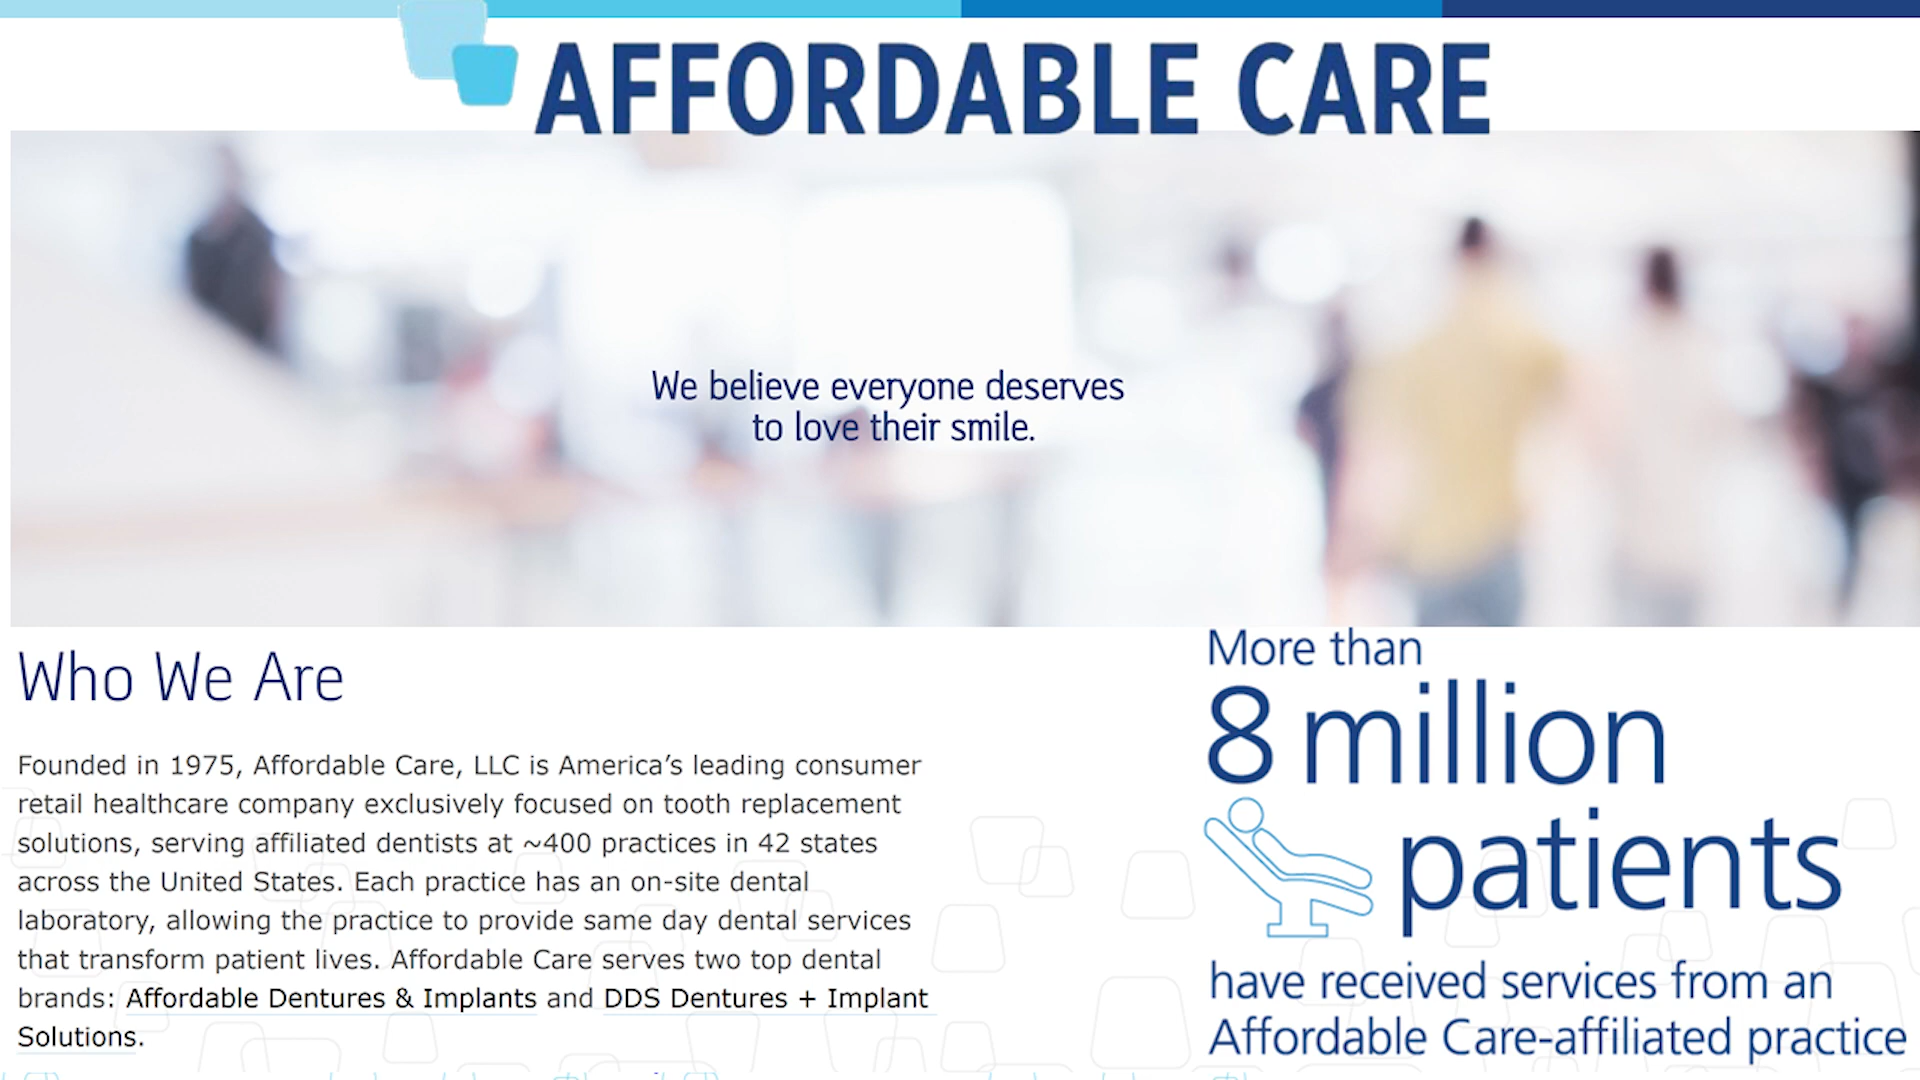 AFFORDABLE CARE
We believe everyone deserves
to love their smile.
Who We Are
Founded in 1975, Affordable Care, LLC is America’s leading consumer
retail healthcare company exclusively focused on tooth replacement
solutions, serving affiliated dentists at ~400 practices in 42 states
across the United States. Each practice has an on-site dental
laboratory, allowing the practice to provide same day dental services
that transform patient lives. Affordable Care serves two top dental
brands: Affordable Dentures & Implants and DDS Dentures + Implant
Solutions.
More than
8 million
patients
have received services from an
Affordable Care-affiliated practice